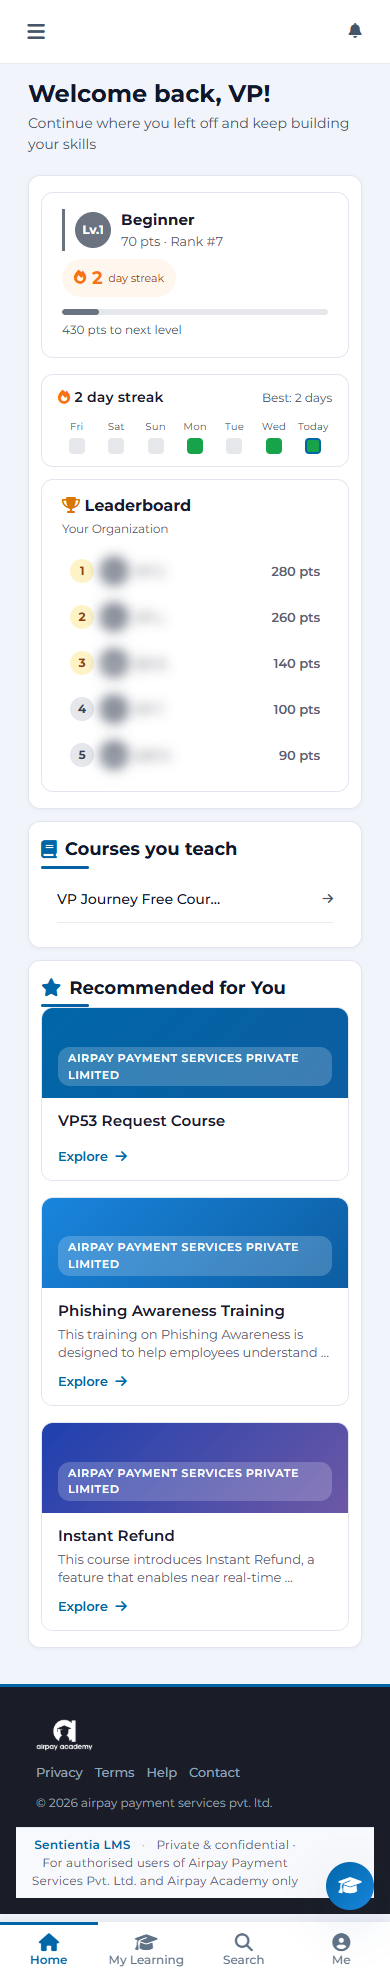 Welcome back, VP!
Continue where you left off and keep building
your skills
Lv.1
Beginner
70 pts · Rank #7
2 day streak
430 pts to next level
2 day streak
Best: 2 days
Fri Sat Sun Mon Tue Wed Today
Leaderboard
Your Organization
1 280 pts
2 260 pts
3 140 pts
4 100 pts
5 90 pts
Courses you teach
VP Journey Free Cour...
Recommended for You
AIRPAY PAYMENT SERVICES PRIVATE
LIMITED
VP53 Request Course
Explore →
AIRPAY PAYMENT SERVICES PRIVATE
LIMITED
Phishing Awareness Training
This training on Phishing Awareness is
designed to help employees understand ...
Explore →
AIRPAY PAYMENT SERVICES PRIVATE
LIMITED
Instant Refund
This course introduces Instant Refund, a
feature that enables near real-time ...
Explore →
airpay academy
Privacy Terms Help Contact
© 2026 airpay payment services pvt. ltd.
Sentientia LMS · Private & confidential ·
For authorised users of Airpay Payment
Services Pvt. Ltd. and Airpay Academy only
Home My Learning Search Me